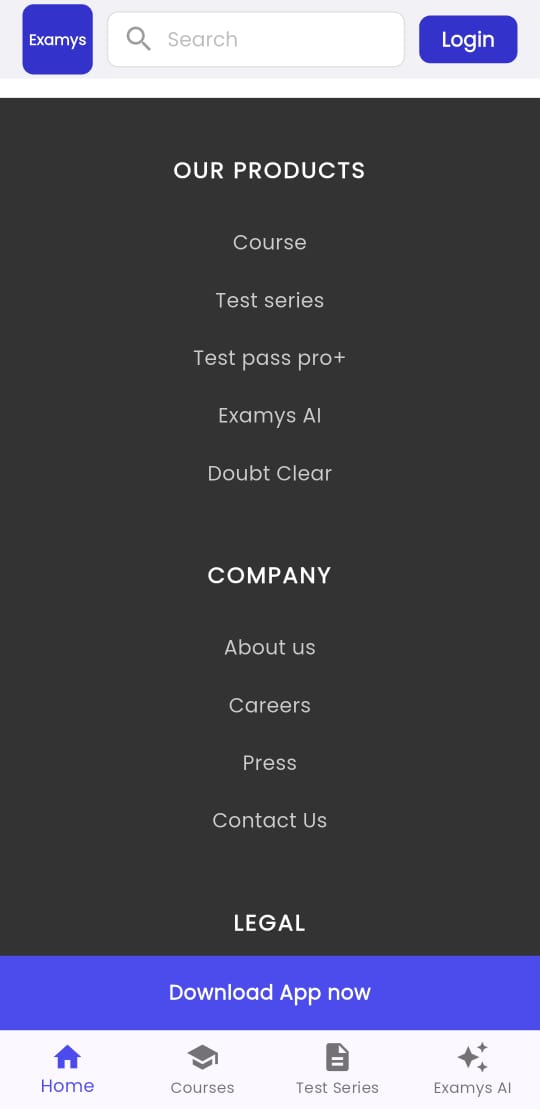 Examys
Search
Login
OUR PRODUCTS
Course
Test series
Test pass pro+
Examys AI
Doubt Clear
COMPANY
About us
Careers
Press
Contact Us
LEGAL
Download App now
Home
Courses
Test Series
Examys AI